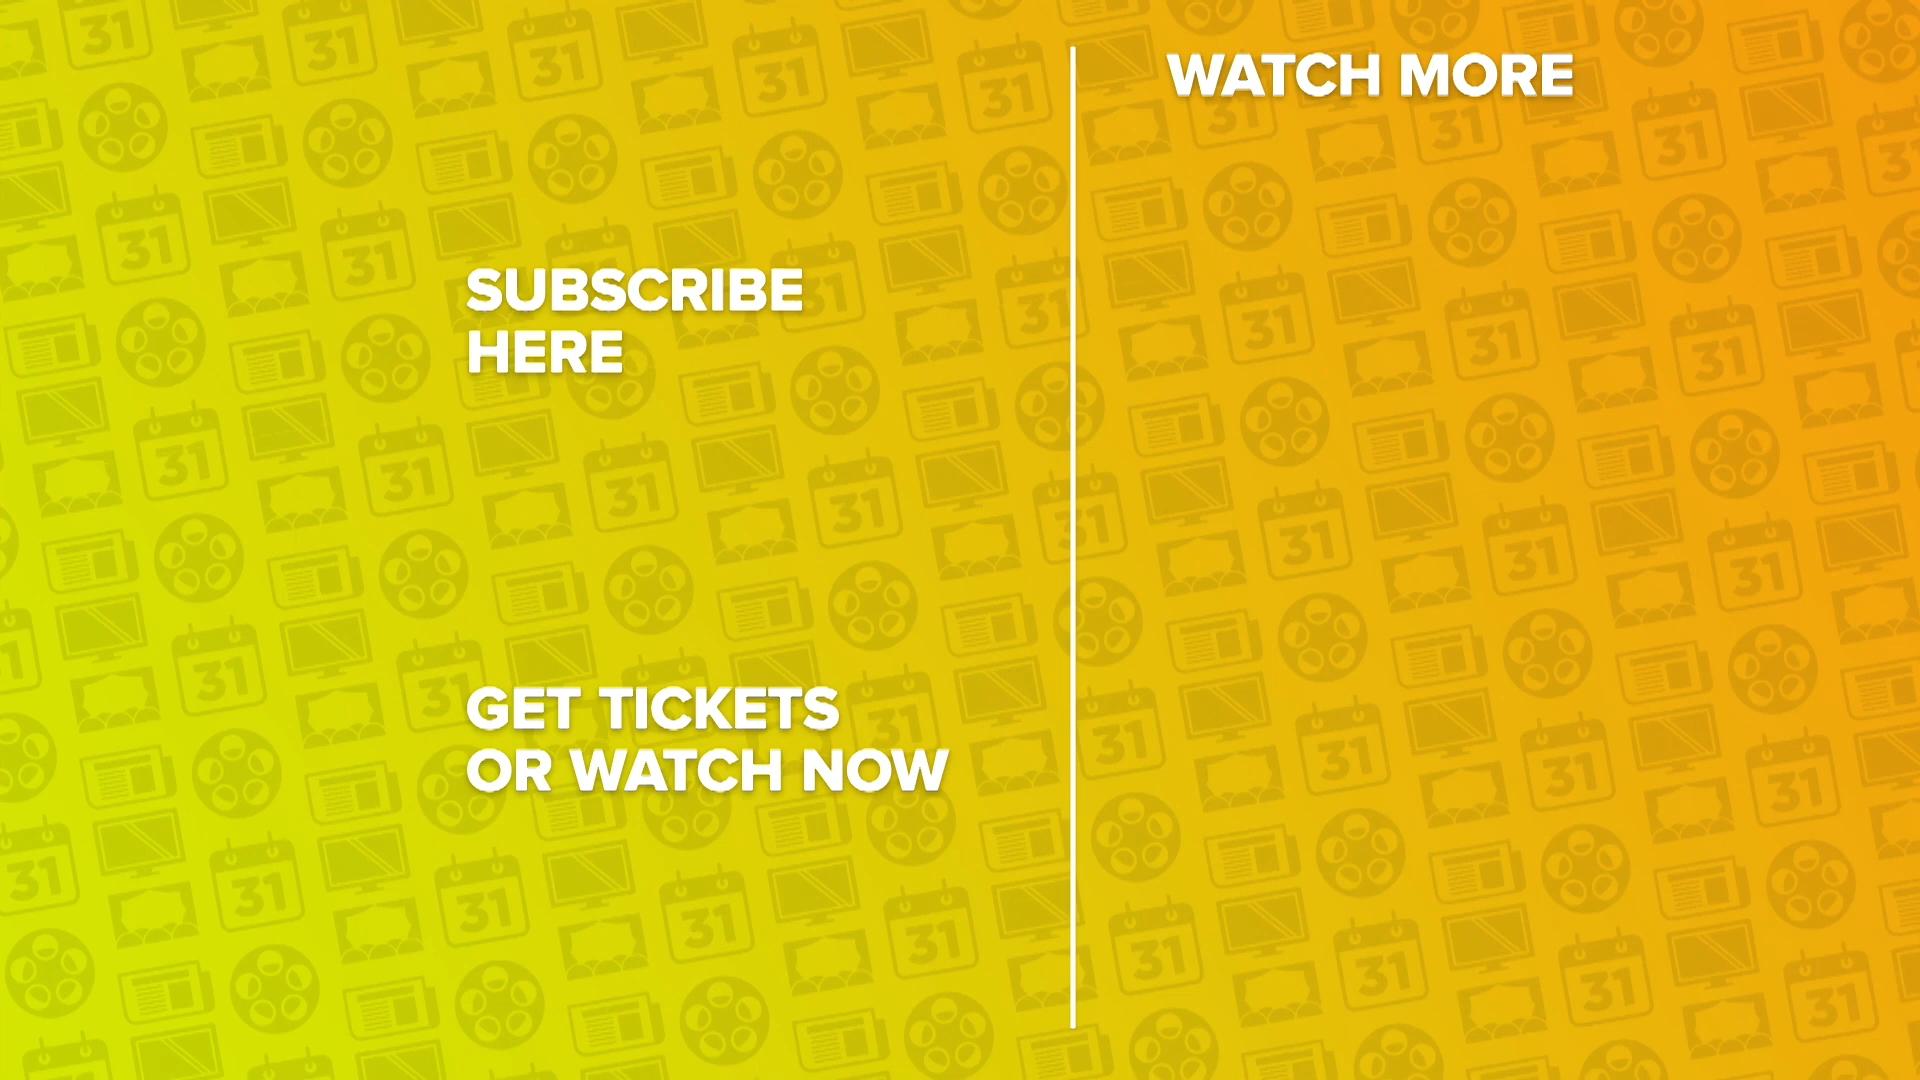 SUBSCRIBE
HERE
GET TICKETS
OR WATCH NOW
WATCH MORE